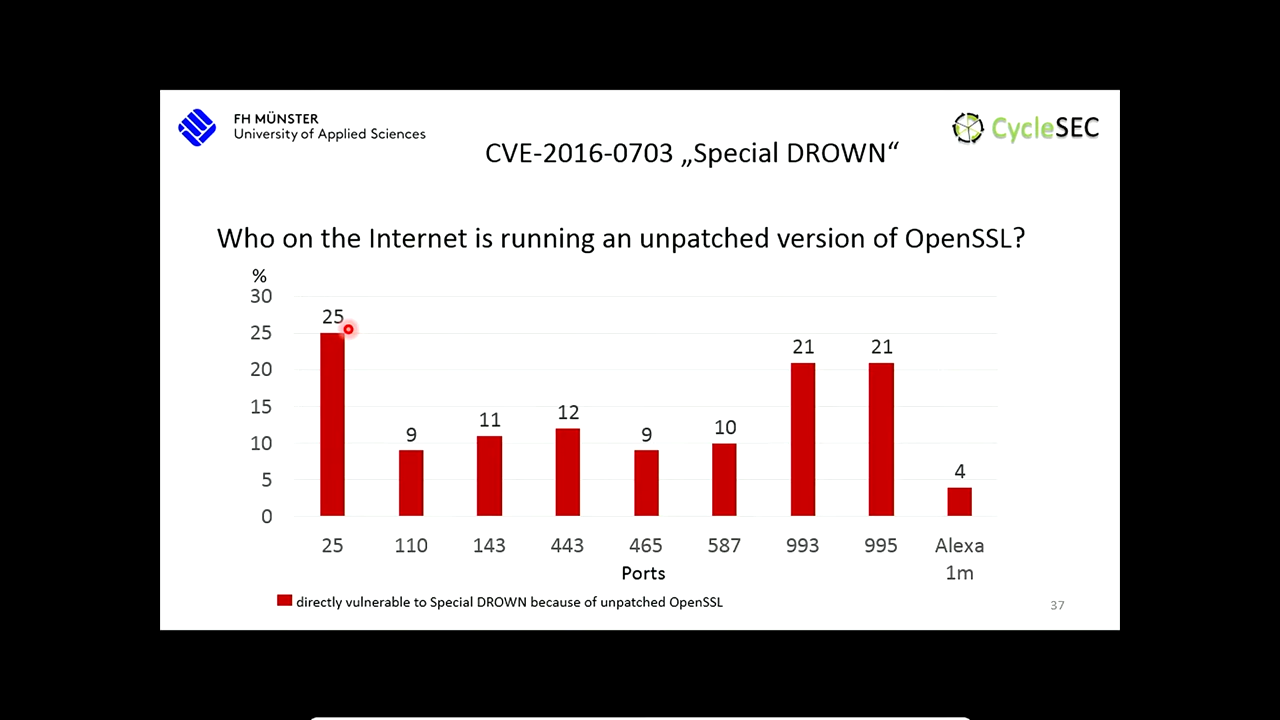 FH MÜNSTER
University of Applied Sciences
CycleSEC
CVE-2016-0703 „Special DROWN“
Who on the Internet is running an unpatched version of OpenSSL?
%
30
25
20
15
10
5
0
25
9
11
12
9
10
21
21
4
25 110 143 443 465 587 993 995 Alexa
1m
Ports
directly vulnerable to Special DROWN because of unpatched OpenSSL
37